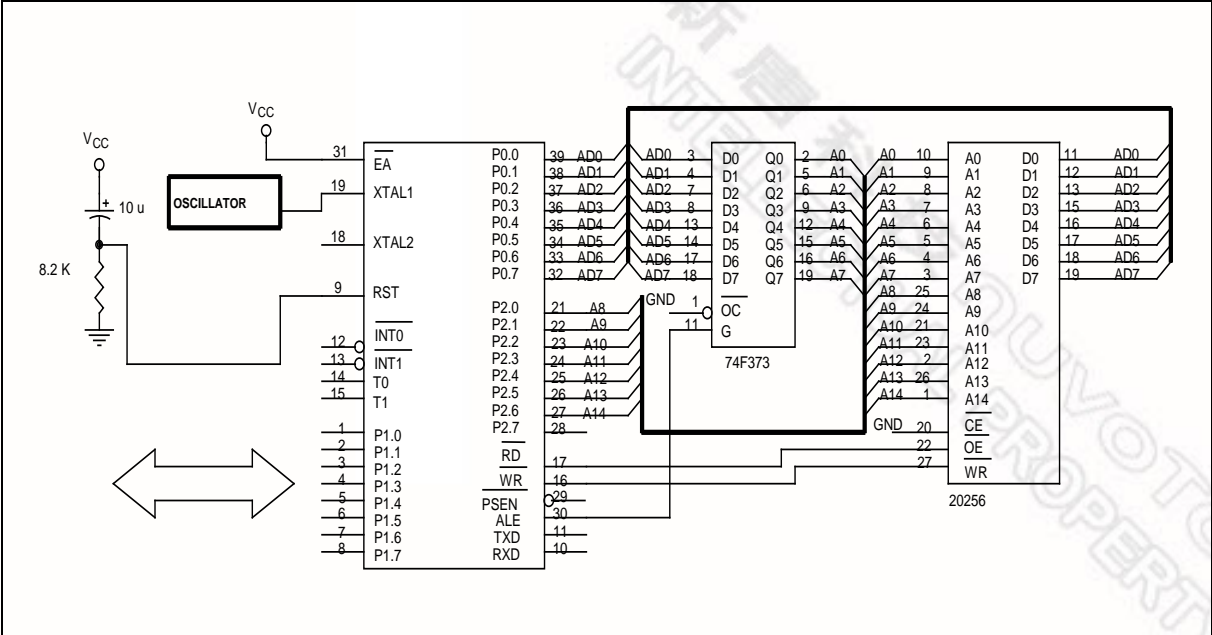 VCC
VCC
10 u
8.2 K
OSCILLATOR
31 EA
19 XTAL1
18 XTAL2
9 RST
12 INT0
13 INT1
14 T0
15 T1
1 P1.0
2 P1.1
3 P1.2
4 P1.3
5 P1.4
6 P1.5
7 P1.6
8 P1.7
P0.0 39 AD0
P0.1 38 AD1
P0.2 37 AD2
P0.3 36 AD3
P0.4 35 AD4
P0.5 34 AD5
P0.6 33 AD6
P0.7 32 AD7
P2.0 21 A8
P2.1 22 A9
P2.2 23 A10
P2.3 24 A11
P2.4 25 A12
P2.5 26 A13
P2.6 27 A14
P2.7 28
RD 17
WR 16
PSEN 29
ALE 30
TXD 11
RXD 10
AD0 3 D0 Q0 2 A0
AD1 4 D1 Q1 5 A1
AD2 7 D2 Q2 6 A2
AD3 8 D3 Q3 9 A3
AD4 13 D4 Q4 12 A4
AD5 14 D5 Q5 15 A5
AD6 17 D6 Q6 16 A6
AD7 18 D7 Q7 19 A7
GND 1 OC
11 G
74F373
A0 10 A0 D0 11 AD0
A1 9 A1 D1 12 AD1
A2 8 A2 D2 13 AD2
A3 7 A3 D3 15 AD3
A4 6 A4 D4 16 AD4
A5 5 A5 D5 17 AD5
A6 4 A6 D6 18 AD6
A7 3 A7 D7 19 AD7
A8 25 A8
A9 24 A9
A10 21 A10
A11 23 A11
A12 2 A12
A13 26 A13
A14 1 A14
GND 20 CE
22 OE
27 WR
20256